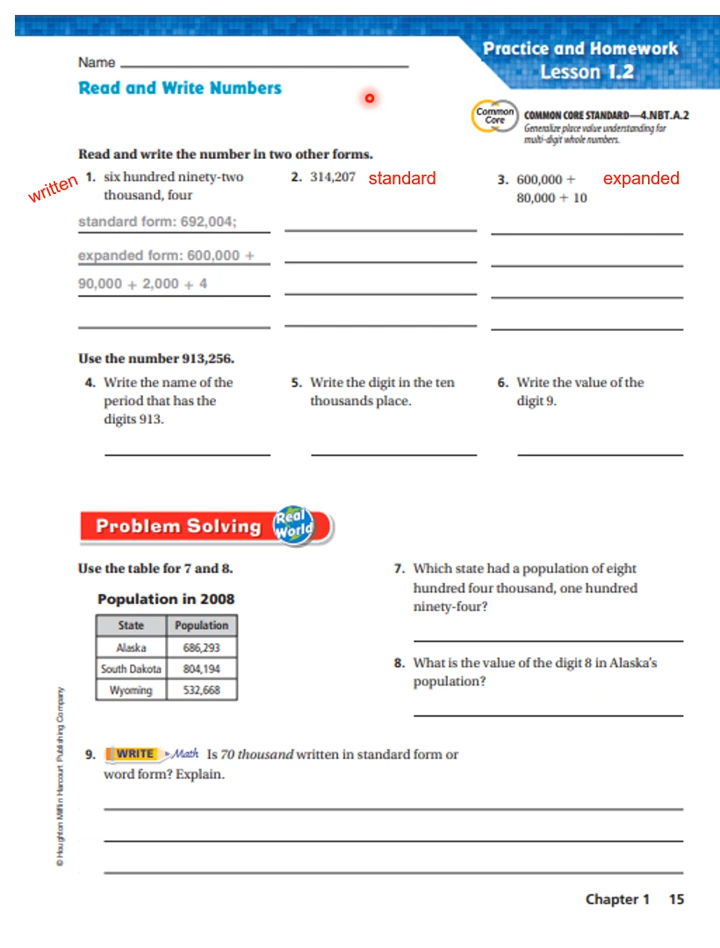 Practice and Homework
Lesson 1.2
Name
Read and Write Numbers
Common
Core
COMMON CORE STANDARD—4.NBT.A.2
Generalize place value understanding for
multi-digit whole numbers.
Read and write the number in two other forms.
written
1. six hundred ninety-two
thousand, four
standard form: 692,004;
expanded form: 600,000 +
90,000 + 2,000 + 4
2. 314,207 standard
3. 600,000 + expanded
80,000 + 10
Use the number 913,256.
4. Write the name of the
period that has the
digits 913.
5. Write the digit in the ten
thousands place.
6. Write the value of the
digit 9.
Problem Solving Real
World
Use the table for 7 and 8.
Population in 2008
State Population
Alaska 686,293
South Dakota 804,194
Wyoming 532,668
7. Which state had a population of eight
hundred four thousand, one hundred
ninety-four?
8. What is the value of the digit 8 in Alaska's
population?
9. WRITE Math Is 70 thousand written in standard form or
word form? Explain.
© Houghton Mifflin Harcourt Publishing Company
Chapter 1 15